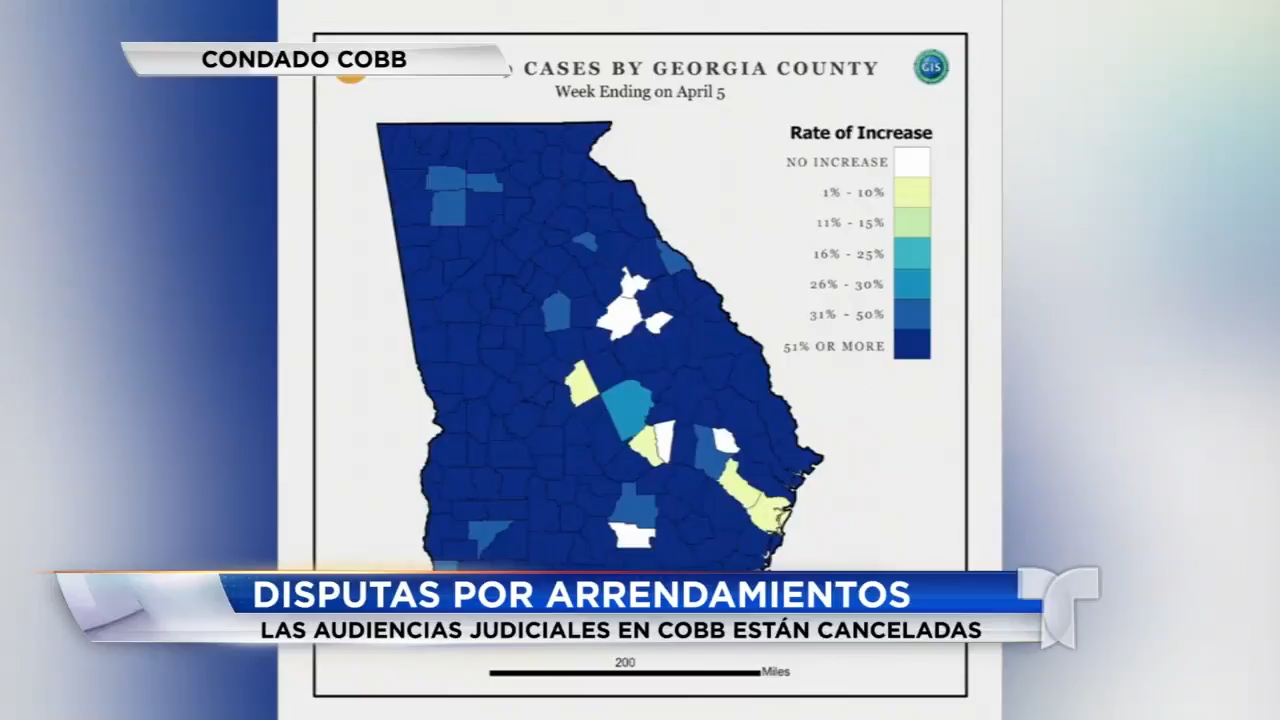 CONDADO COBB
CASES BY GEORGIA COUNTY
GIS
Week Ending on April 5
Rate of Increase
NO INCREASE
1% - 10%
11% - 15%
16% - 25%
26% - 30%
31% - 50%
51% OR MORE
DISPUTAS POR ARRENDAMIENTOS
LAS AUDIENCIAS JUDICIALES EN COBB ESTÁN CANCELADAS
200
Miles